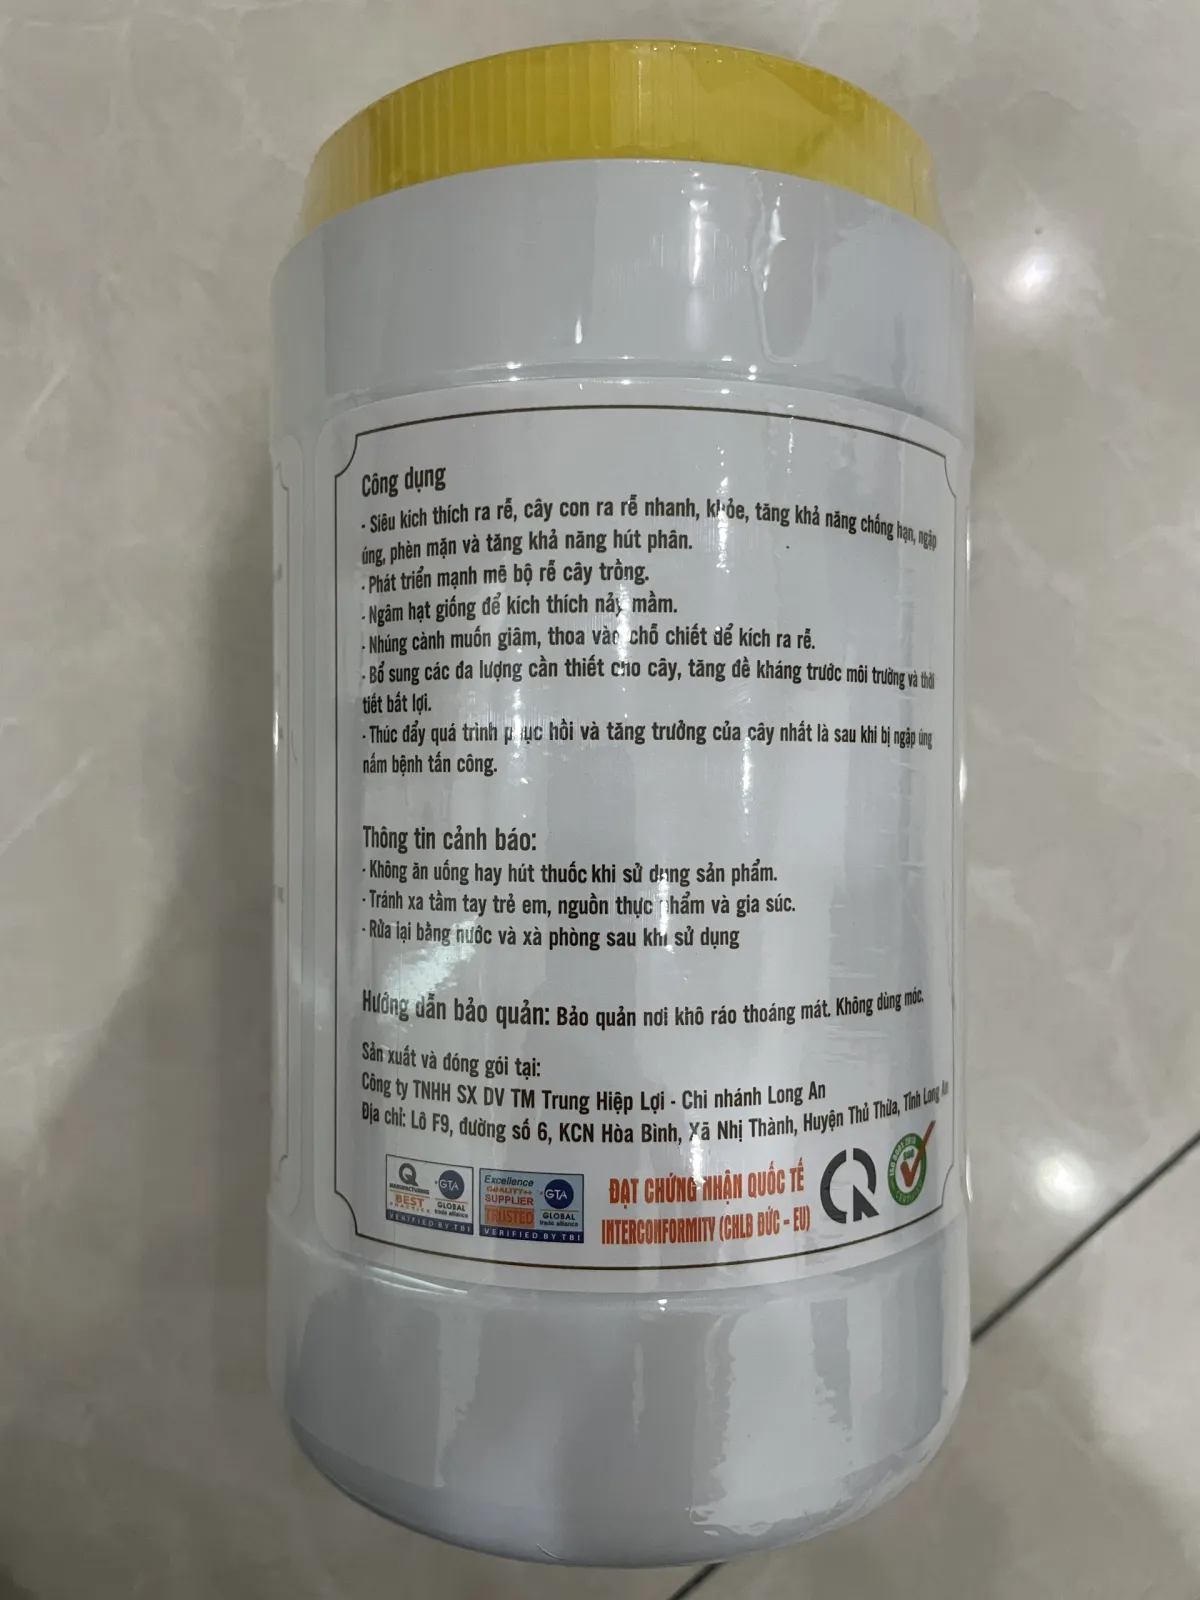 Công dụng
- Siêu kích thích ra rễ, cây con ra rễ nhanh, khỏe, tăng khả năng chống hạn, ngập
úng, phèn mặn và tăng khả năng hút phân.
- Phát triển mạnh mẽ bộ rễ cây trồng.
- Ngâm hạt giống để kích thích nảy mầm.
- Nhúng cành muốn giâm, thoa vào chỗ chiết để kích ra rễ.
- Bổ sung các đa lượng cần thiết cho cây, tăng đề kháng trước môi trường và thời
tiết bất lợi.
- Thúc đẩy quá trình phục hồi và tăng trưởng của cây nhất là sau khi bị ngập úng
nấm bệnh tấn công.
Thông tin cảnh báo:
- Không ăn uống hay hút thuốc khi sử dụng sản phẩm.
- Tránh xa tầm tay trẻ em, nguồn thực phẩm và gia súc.
- Rửa lại bằng nước và xà phòng sau khi sử dụng
Hướng dẫn bảo quản: Bảo quản nơi khô ráo thoáng mát. Không dùng móc.
Sản xuất và đóng gói tại:
Công ty TNHH SX DV TM Trung Hiệp Lợi - Chi nhánh Long An
Địa chỉ: Lô F9, đường số 6, KCN Hòa Bình, Xã Nhị Thành, Huyện Thủ Thừa, Tỉnh Long An
Q
MANUFACTURING
BEST
PRACTICE
GTA
GLOBAL
trade alliance
VERIFIED BY TBI
Excellence
QUALITY++
SUPPLIER
TRUSTED
GTA
GLOBAL
trade alliance
VERIFIED BY TBI
ĐẠT CHỨNG NHẬN QUỐC TẾ
INTERCONFORMITY (CHLB ĐỨC - EU)